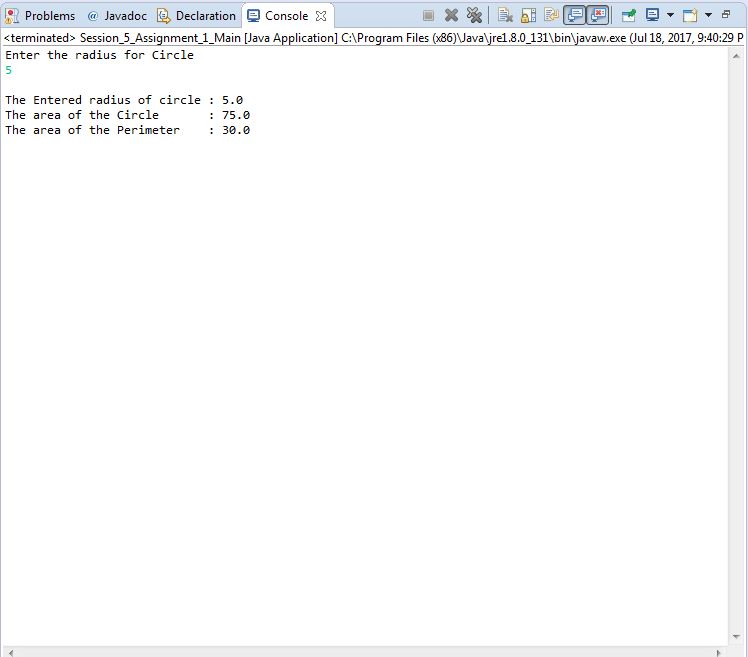 Problems @ Javadoc Declaration Console
<terminated> Session_5_Assignment_1_Main [Java Application] C:\Program Files (x86)\Java\jre1.8.0_131\bin\javaw.exe (Jul 18, 2017, 9:40:29 P
Enter the radius for Circle
5
The Entered radius of circle : 5.0
The area of the Circle       : 75.0
The area of the Perimeter    : 30.0